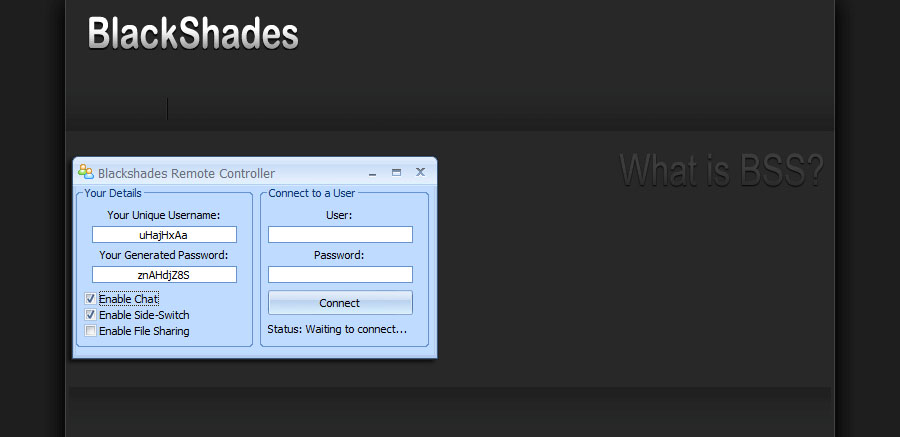 BlackShades
What is BSS?
Blackshades Remote Controller
Your Details
Your Unique Username:
uHajHxAa
Your Generated Password:
znAHdjZ8S
Enable Chat
Enable Side-Switch
Enable File Sharing
Connect to a User
User:
Password:
Connect
Status: Waiting to connect...